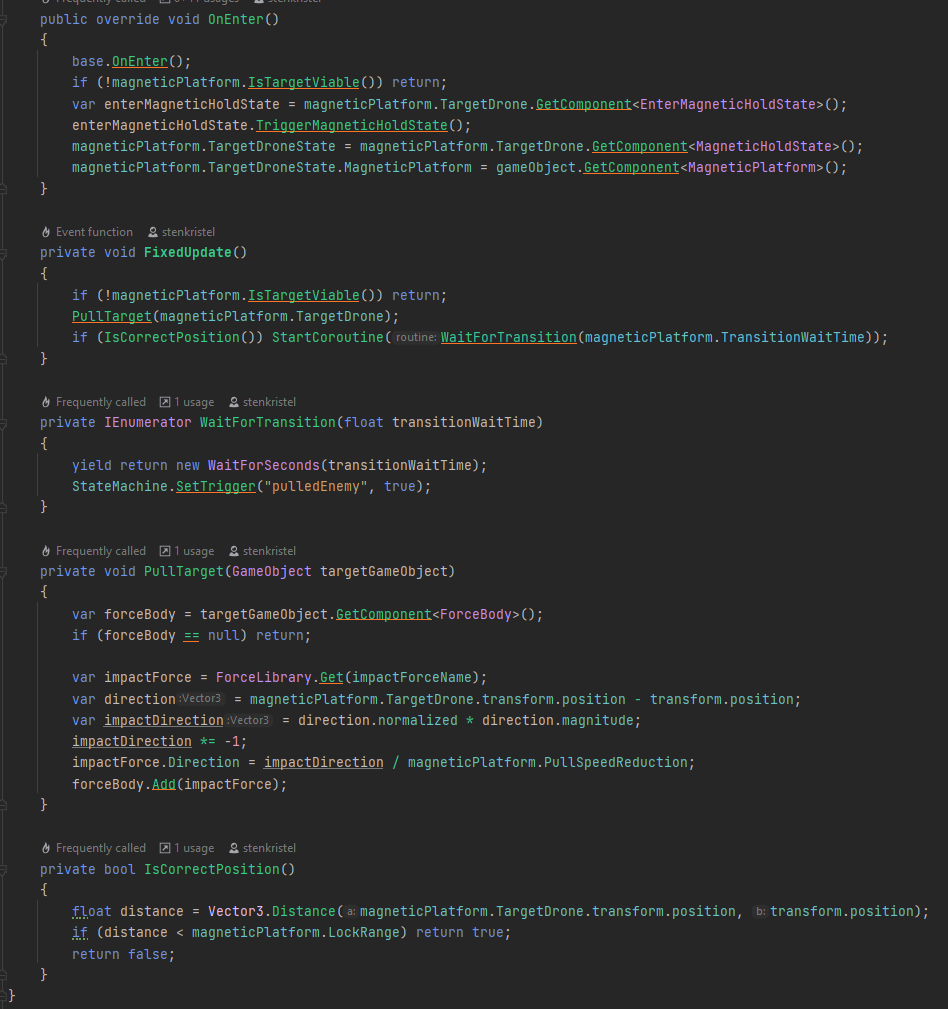 Frequently called 0+1 usages stenkristel
public override void OnEnter()
{
base.OnEnter();
if (!magneticPlatform.IsTargetViable()) return;
var enterMagneticHoldState = magneticPlatform.TargetDrone.GetComponent<EnterMagneticHoldState>();
enterMagneticHoldState.TriggerMagneticHoldState();
magneticPlatform.TargetDroneState = magneticPlatform.TargetDrone.GetComponent<MagneticHoldState>();
magneticPlatform.TargetDroneState.MagneticPlatform = gameObject.GetComponent<MagneticPlatform>();
}
Event function stenkristel
private void FixedUpdate()
{
if (!magneticPlatform.IsTargetViable()) return;
PullTarget(magneticPlatform.TargetDrone);
if (IsCorrectPosition()) StartCoroutine(routine: WaitForTransition(magneticPlatform.TransitionWaitTime));
}
Frequently called 1 usage stenkristel
private IEnumerator WaitForTransition(float transitionWaitTime)
{
yield return new WaitForSeconds(transitionWaitTime);
StateMachine.SetTrigger("pulledEnemy", true);
}
Frequently called 1 usage stenkristel
private void PullTarget(GameObject targetGameObject)
{
var forceBody = targetGameObject.GetComponent<ForceBody>();
if (forceBody == null) return;
var impactForce = ForceLibrary.Get(impactForceName);
var direction:Vector3 = magneticPlatform.TargetDrone.transform.position - transform.position;
var impactDirection:Vector3 = direction.normalized * direction.magnitude;
impactDirection *= -1;
impactForce.Direction = impactDirection / magneticPlatform.PullSpeedReduction;
forceBody.Add(impactForce);
}
Frequently called 1 usage stenkristel
private bool IsCorrectPosition()
{
float distance = Vector3.Distance(a: magneticPlatform.TargetDrone.transform.position, b: transform.position);
if (distance < magneticPlatform.LockRange) return true;
return false;
}
}